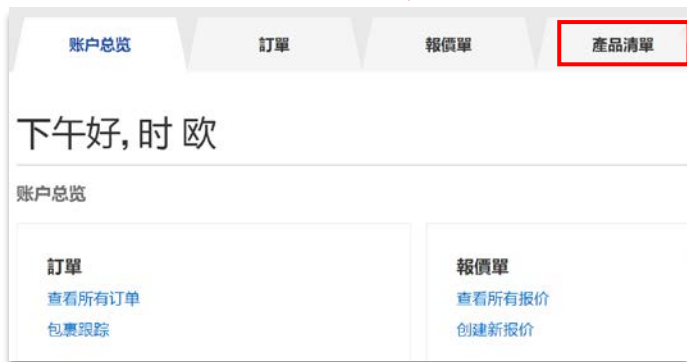 账户总览 訂單 報價單 產品清單
下午好, 时 欧
账户总览
訂單 報價單
查看所有订单 查看所有报价
包裹跟踪 创建新报价